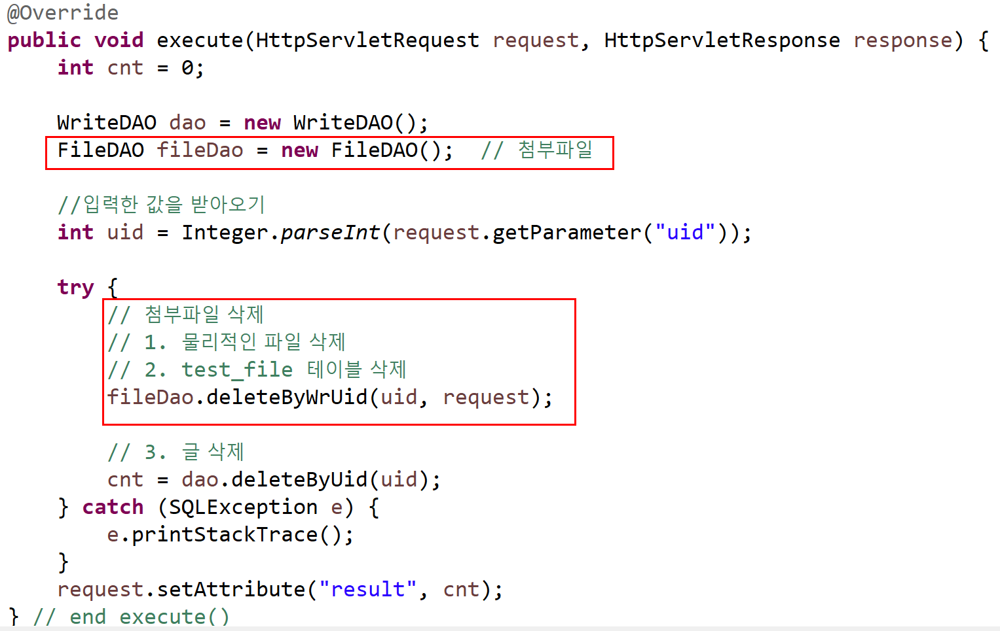 @Override
public void execute(HttpServletRequest request, HttpServletResponse response) {
int cnt = 0;
WriteDAO dao = new WriteDAO();
FileDAO fileDao = new FileDAO();  // 첨부파일
//입력한 값을 받아오기
int uid = Integer.parseInt(request.getParameter("uid"));
try {
// 첨부파일 삭제
// 1. 물리적인 파일 삭제
// 2. test_file 테이블 삭제
fileDao.deleteByWrUid(uid, request);
// 3. 글 삭제
cnt = dao.deleteByUid(uid);
} catch (SQLException e) {
e.printStackTrace();
}
request.setAttribute("result", cnt);
} // end execute()